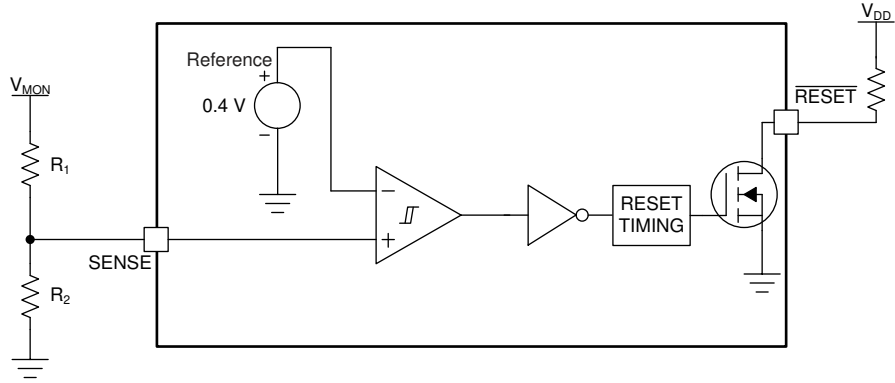 V_DD
Reference
+
0.4 V
−
V_MON
R_1
RESET
−
+
RESET
TIMING
SENSE
R_2